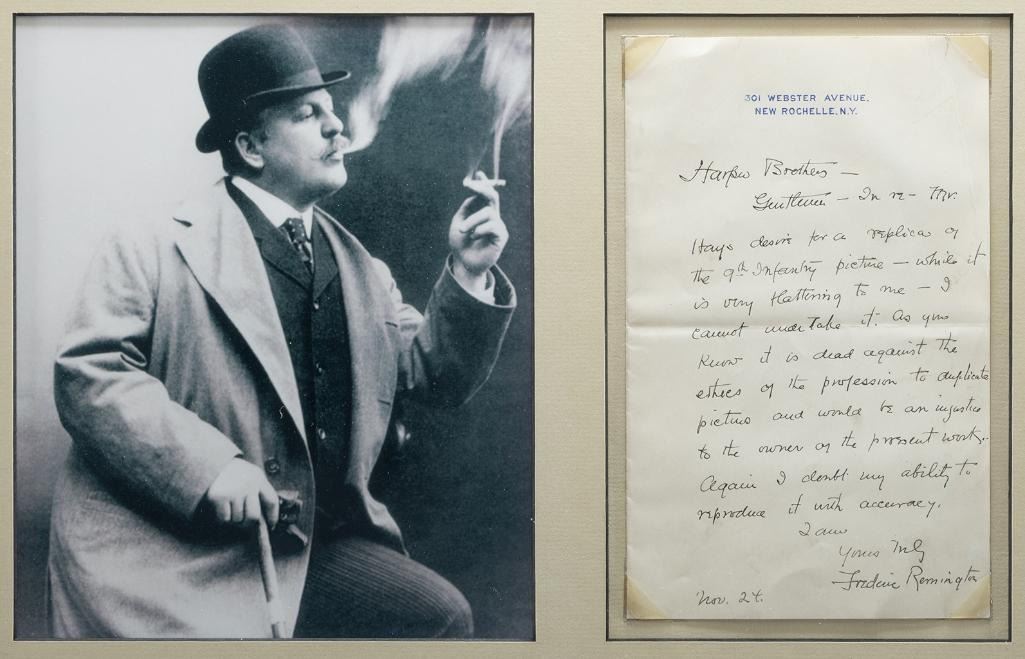 301 WEBSTER AVENUE.
NEW ROCHELLE, N.Y.
Harper Brothers —
Gentlemen — In re — Mr.
Hays desire for a replica of
the 9th Infantry picture — while it
is very flattering to me — I
cannot undertake it. As you
know it is dead against the
ethics of the profession to duplicate
picture and would be an injustice
to the owner of the present work.
Again I doubt my ability to
reproduce it with accuracy.
I am
Yours truly
Frederic Remington
Nov. 24.